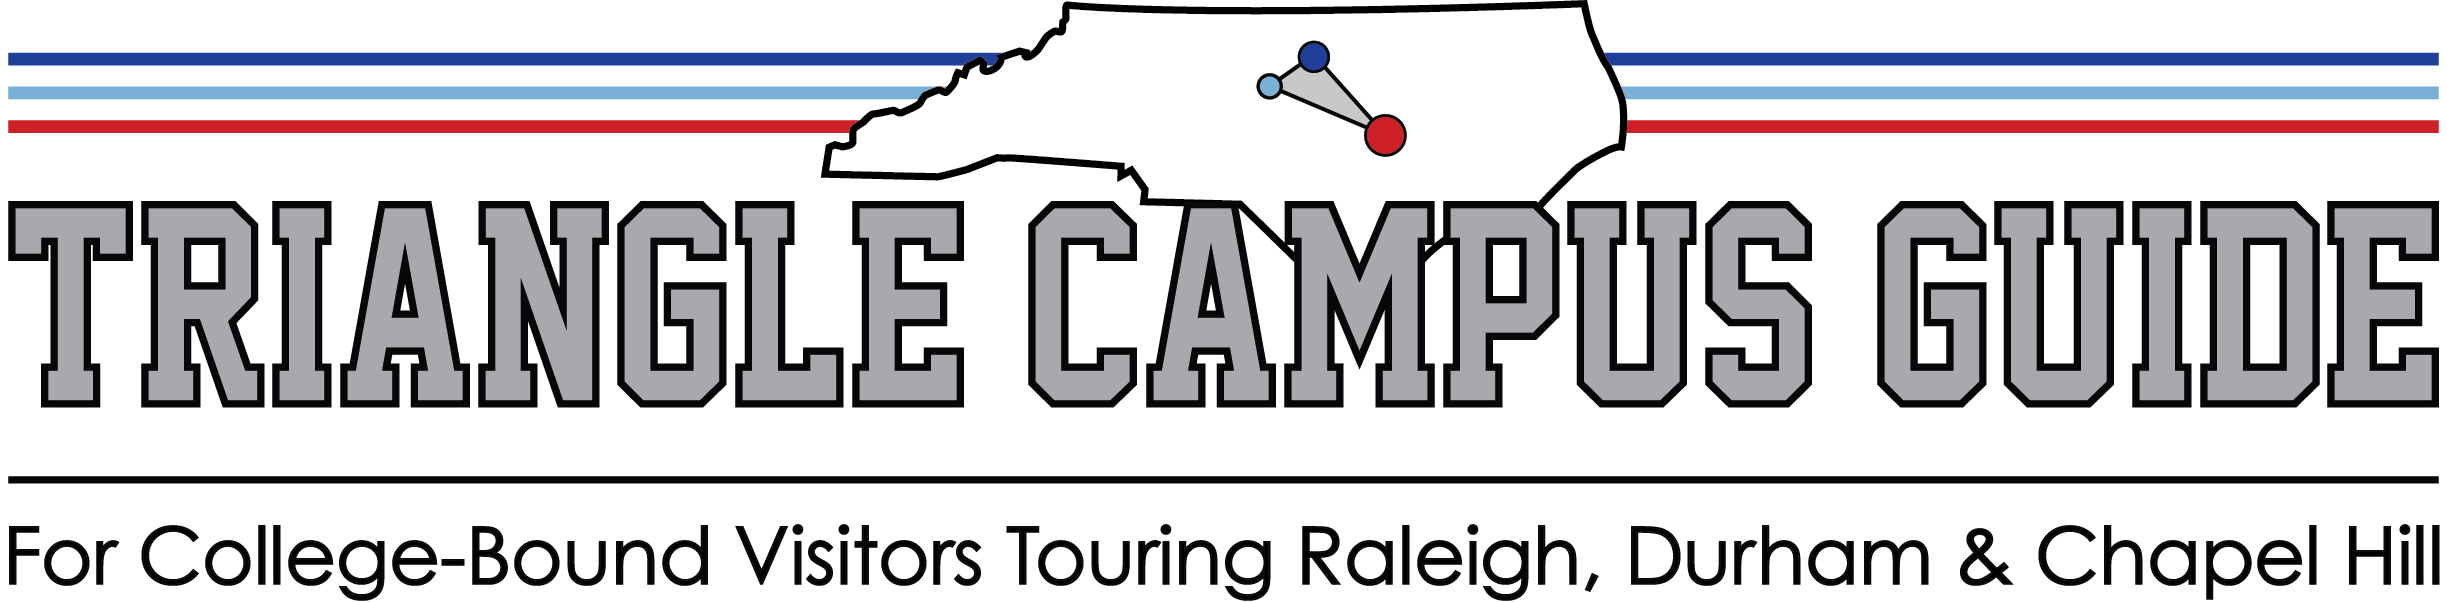 TRIANGLE CAMPUS GUIDE
For College-Bound Visitors Touring Raleigh, Durham & Chapel Hill